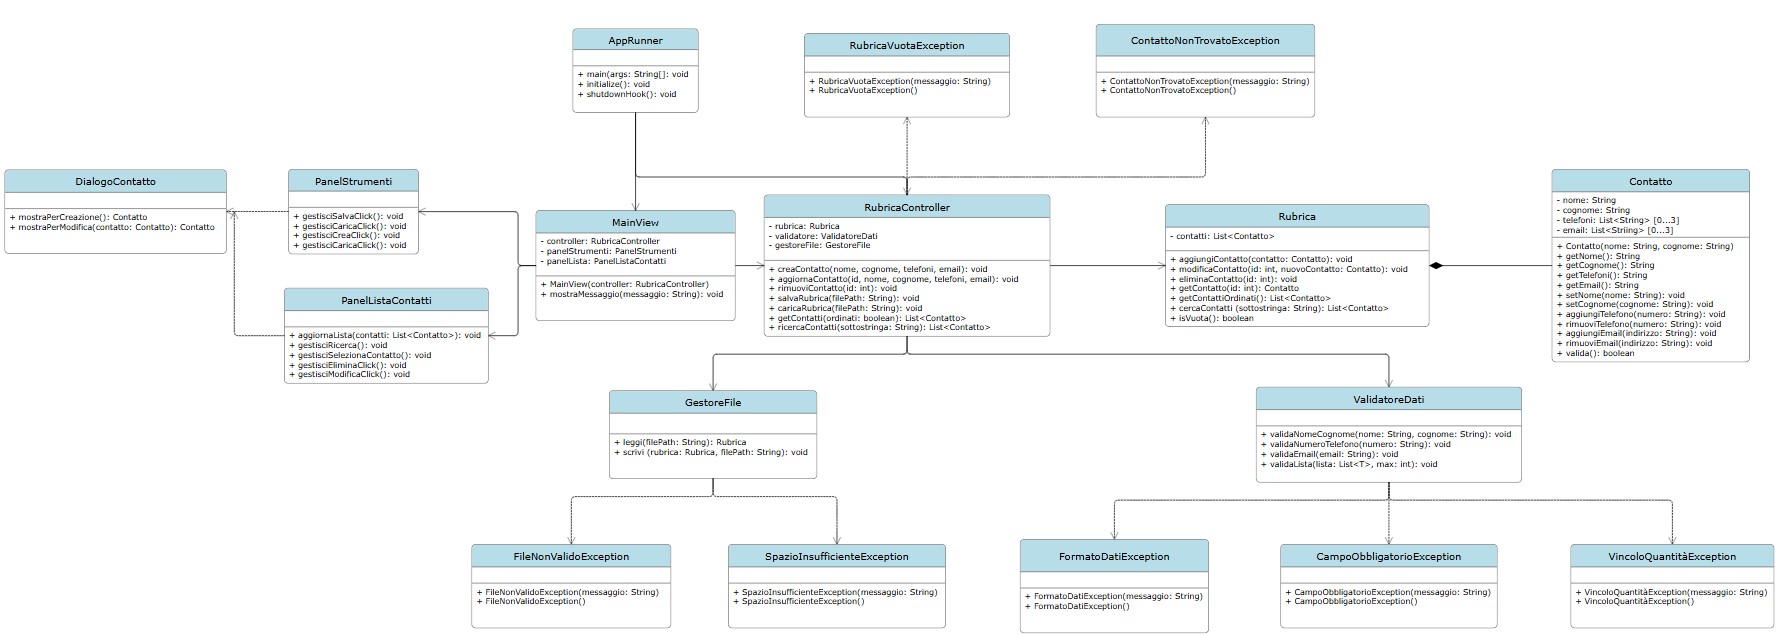 AppRunner
+ main(args: String[]: void
+ initialize(): void
+ shutdownHook(): void
RubricaVuotaException
+ RubricaVuotaException(messaggio: String)
+ RubricaVuotaException()
ContattoNonTrovatoException
+ ContattoNonTrovatoException(messaggio: String)
+ ContattoNonTrovatoException()
DialogoContatto
+ mostraPerCreazione(): Contatto
+ mostraPerModifica(contatto: Contatto): Contatto
PanelStrumenti
+ gestisciSalvaClick(): void
+ gestisciCaricaClick(): void
+ gestisciCreaClick(): void
+ gestisciCaricaClick(): void
PanelListaContatti
+ aggiornaLista(contatti: List<Contatto>): void
+ gestisciRicerca(): void
+ gestisciSelezionaContatto(): void
+ gestisciEliminaClick(): void
+ gestisciModificaClick(): void
MainView
- controller: RubricaController
- panelStrumenti: PanelStrumenti
- panelLista: PanelListaContatti
+ MainView(controller: RubricaController)
+ mostraMessaggio(messaggio: String): void
RubricaController
- rubrica: Rubrica
- validatore: ValidatoreDati
- gestoreFile: GestoreFile
+ creaContatto(nome, cognome, telefoni, email): void
+ aggiornaContatto(id, nome, cognome, telefoni, email): void
+ rimuoviContatto(id: int): void
+ salvaRubrica(filePath: String): void
+ caricaRubrica(filePath: String): void
+ getContatti(ordinati: boolean): List<Contatto>
+ ricercaContatti(sottostringa: String): List<Contatto>
Rubrica
- contatti: List<Contatto>
+ aggiungiContatto(contatto: Contatto): void
+ modificaContatto(id: int, nuovoContatto: Contatto): void
+ eliminaContatto(id: int): void
+ getContatto(id: int): Contatto
+ getContattiOrdinati(): List<Contatto>
+ cercaContatti (sottostringa: String): List<Contatto>
+ isVuota(): boolean
Contatto
- nome: String
- cognome: String
- telefoni: List<String> [0...3]
- email: List<Striing> [0...3]
+ Contatto(nome: String, cognome: String)
+ getNome(): String
+ getCognome(): String
+ getTelefoni(): String
+ getEmail(): String
+ setNome(nome: String): void
+ setCognome(cognome: String): void
+ aggiungiTelefono(numero: String): void
+ rimuoviTelefono(numero: String): void
+ aggiungiEmail(indirizzo: String): void
+ rimuoviEmail(indirizzo: String): void
+ valida(): boolean
GestoreFile
+ leggi(filePath: String): Rubrica
+ scrivi (rubrica: Rubrica, filePath: String): void
ValidatoreDati
+ validaNomeCognome(nome: String, cognome: String): void
+ validaNumeroTelefono(numero: String): void
+ validaEmail(email: String): void
+ validaLista(lista: List<T>, max: int): void
FileNonValidoException
+ FileNonValidoException(messaggio: String)
+ FileNonValidoException()
SpazioInsufficienteException
+ SpazioInsufficienteException(messaggio: String)
+ SpazioInsufficienteException()
FormatoDatiException
+ FormatoDatiException(messaggio: String)
+ FormatoDatiException()
CampoObbligatorioException
+ CampoObbligatorioException(messaggio: String)
+ CampoObbligatorioException()
VincoloQuantitàException
+ VincoloQuantitàException(messaggio: String)
+ VincoloQuantitàException()